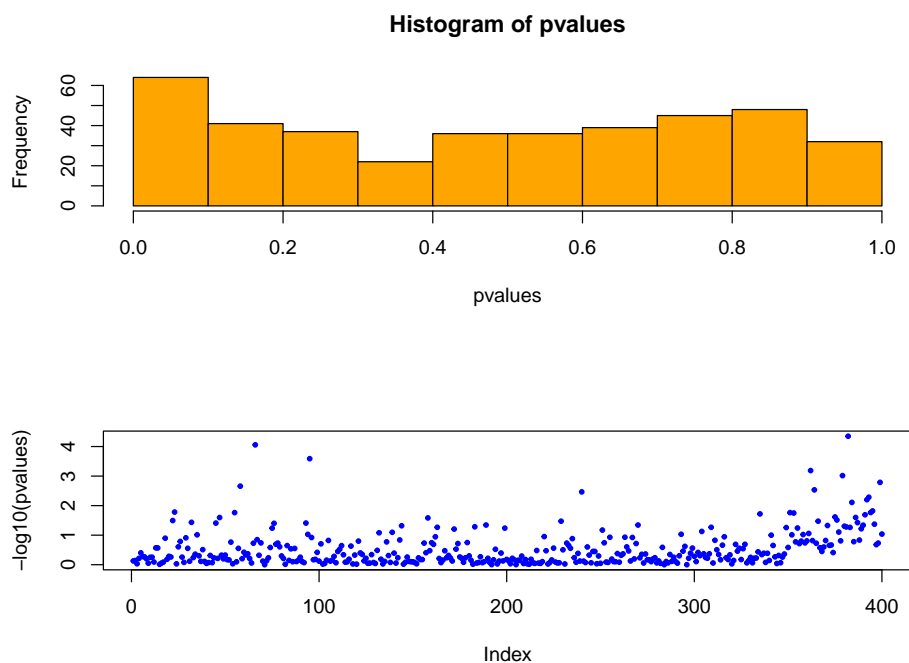 Histogram of pvalues
Frequency
0 20 40 60
0.0 0.2 0.4 0.6 0.8 1.0
pvalues
−log10(pvalues)
0 1 2 3 4
0 100 200 300 400
Index